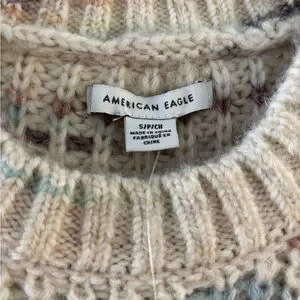 AMERICAN EAGLE
S/P/CH
MADE IN CHINA
FABRIQUÉ EN
CHINE